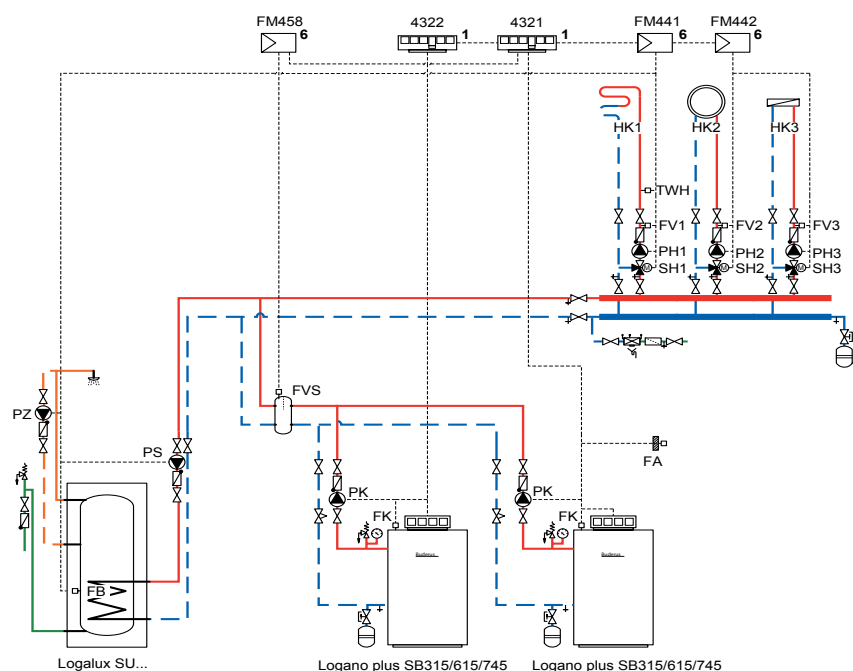 FM458 4322 4321 FM441 FM442
6 1 1 6 6
HK1 HK2 HK3
TWH
FV1 FV2 FV3
PH1 PH2 PH3
M M M
SH1 SH2 SH3
FVS
PZ
PS
FA
PK PK
FK FK
Buderus Buderus
FB
Logalux SU... Logano plus SB315/615/745 Logano plus SB315/615/745